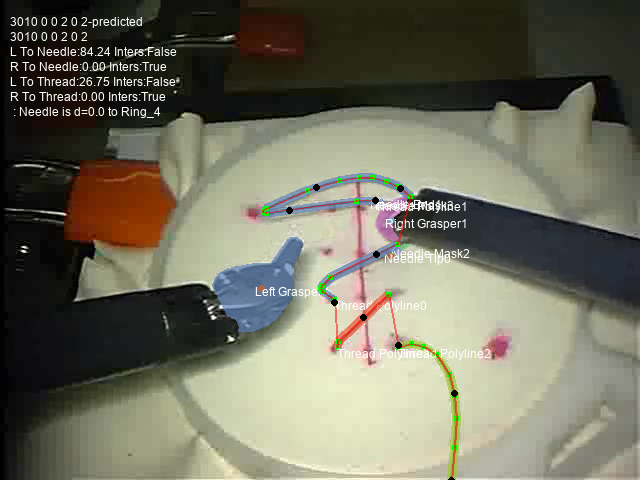 3010 0 0 2 0 2-predicted
3010 0 0 2 0 2
L To Needle:84.24 Inters:False
R To Needle:0.00 Inters:True
L To Thread:26.75 Inters:False
R To Thread:0.00 Inters:True
: Needle is d=0.0 to Ring_4
Thread Polyline1
Right Grasper1
Needle Mask2
Needle Tip0
Left Grasper
Thread Polyline0
Thread Polyline2